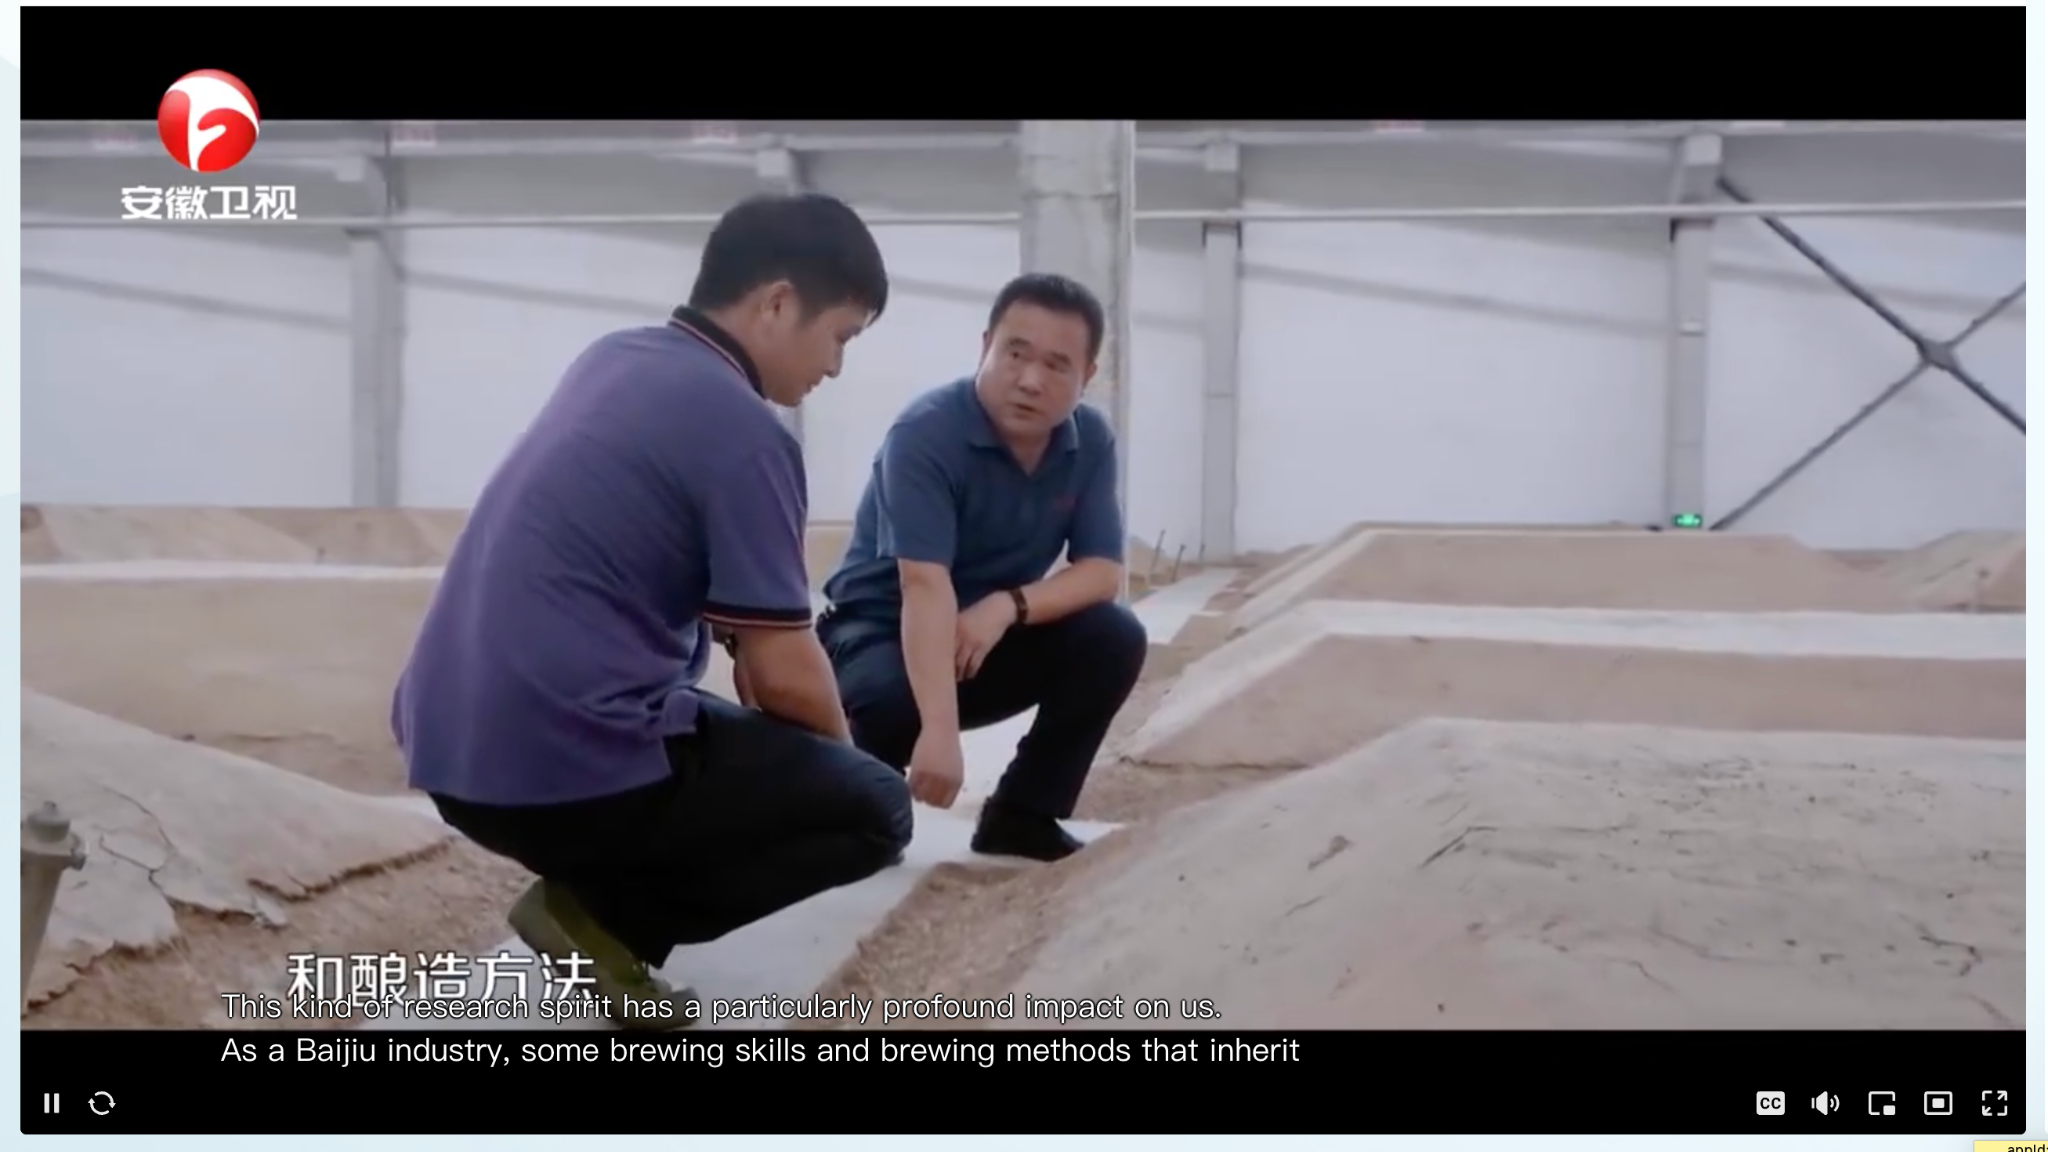 安徽卫视
和酿造方法
This kind of research spirit has a particularly profound impact on us.
As a Baijiu industry, some brewing skills and brewing methods that inherit
CC